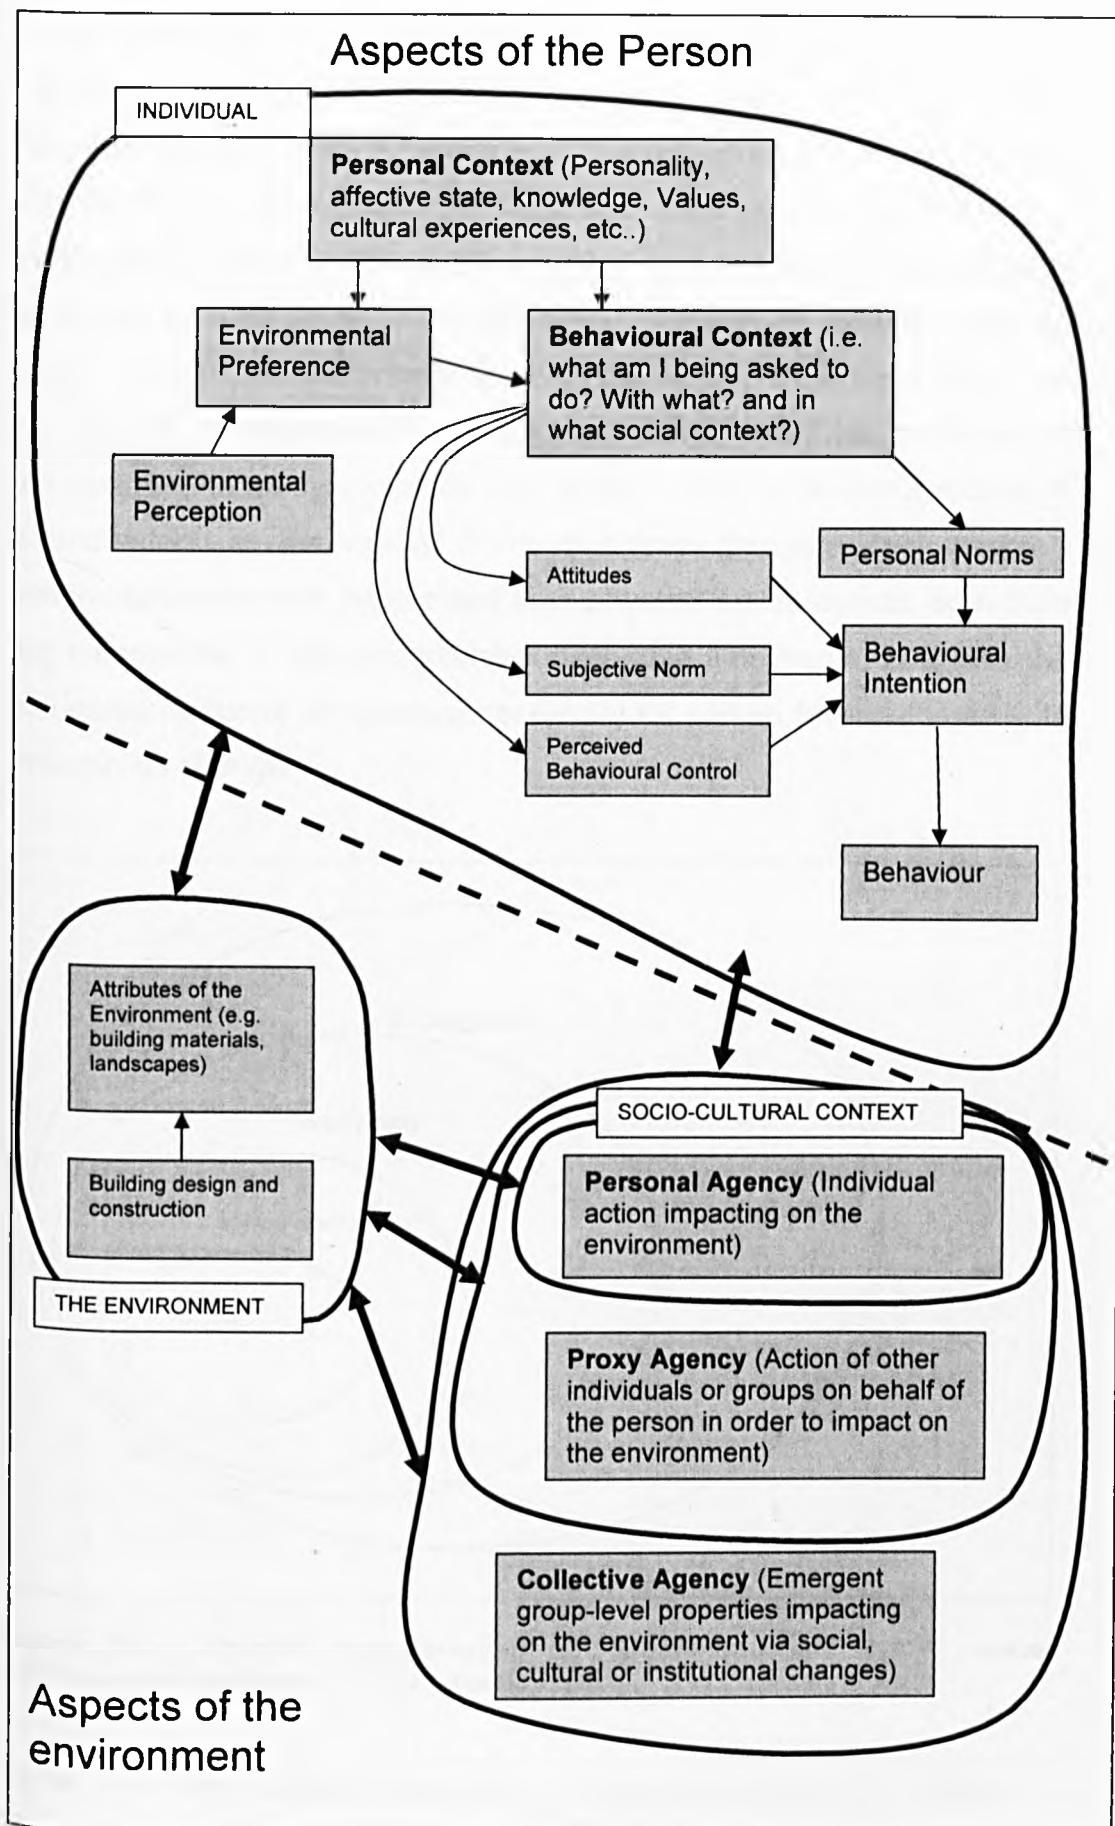 Aspects of the Person
INDIVIDUAL
Personal Context (Personality,
affective state, knowledge, Values,
cultural experiences, etc..)
Environmental
Preference
Behavioural Context (i.e.
what am I being asked to
do? With what? and in
what social context?)
Environmental
Perception
Personal Norms
Attitudes
Subjective Norm
Perceived
Behavioural Control
Behavioural
Intention
Behaviour
Attributes of the
Environment (e.g.
building materials,
landscapes)
Building design and
construction
THE ENVIRONMENT
SOCIO-CULTURAL CONTEXT
Personal Agency (Individual
action impacting on the
environment)
Proxy Agency (Action of other
individuals or groups on behalf of
the person in order to impact on
the environment)
Collective Agency (Emergent
group-level properties impacting
on the environment via social,
cultural or institutional changes)
Aspects of the
environment